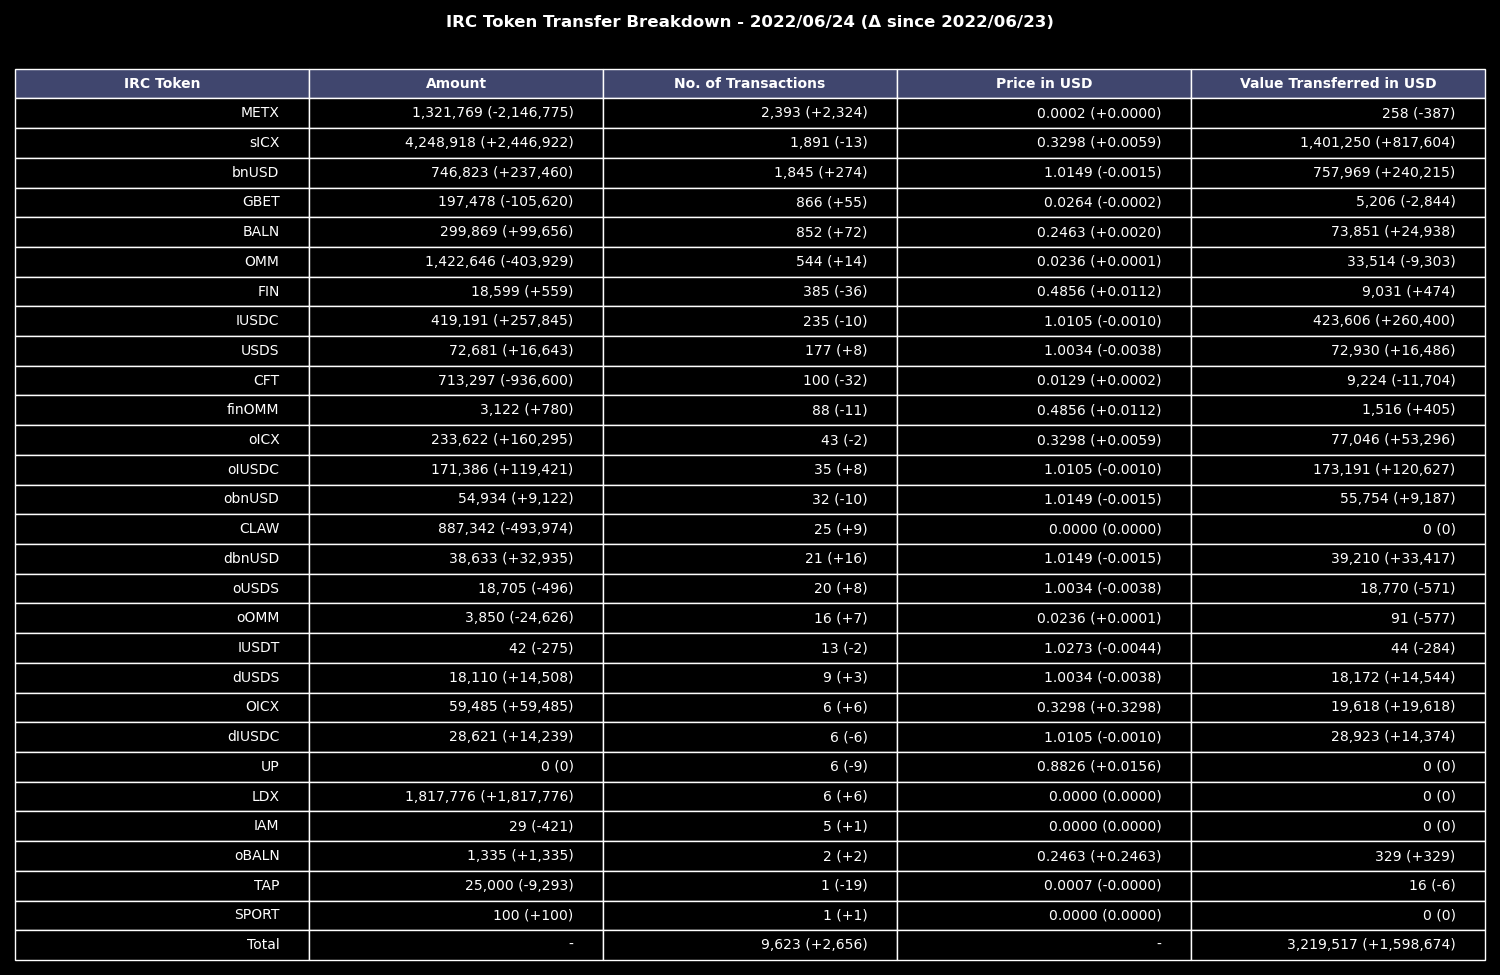 IRC Token Transfer Breakdown - 2022/06/24 (Δ since 2022/06/23)
IRC Token Amount No. of Transactions Price in USD Value Transferred in USD
METX 1,321,769 (-2,146,775) 2,393 (+2,324) 0.0002 (+0.0000) 258 (-387)
sICX 4,248,918 (+2,446,922) 1,891 (-13) 0.3298 (+0.0059) 1,401,250 (+817,604)
bnUSD 746,823 (+237,460) 1,845 (+274) 1.0149 (-0.0015) 757,969 (+240,215)
GBET 197,478 (-105,620) 866 (+55) 0.0264 (-0.0002) 5,206 (-2,844)
BALN 299,869 (+99,656) 852 (+72) 0.2463 (+0.0020) 73,851 (+24,938)
OMM 1,422,646 (-403,929) 544 (+14) 0.0236 (+0.0001) 33,514 (-9,303)
FIN 18,599 (+559) 385 (-36) 0.4856 (+0.0112) 9,031 (+474)
IUSDC 419,191 (+257,845) 235 (-10) 1.0105 (-0.0010) 423,606 (+260,400)
USDS 72,681 (+16,643) 177 (+8) 1.0034 (-0.0038) 72,930 (+16,486)
CFT 713,297 (-936,600) 100 (-32) 0.0129 (+0.0002) 9,224 (-11,704)
finOMM 3,122 (+780) 88 (-11) 0.4856 (+0.0112) 1,516 (+405)
oICX 233,622 (+160,295) 43 (-2) 0.3298 (+0.0059) 77,046 (+53,296)
oIUSDC 171,386 (+119,421) 35 (+8) 1.0105 (-0.0010) 173,191 (+120,627)
obnUSD 54,934 (+9,122) 32 (-10) 1.0149 (-0.0015) 55,754 (+9,187)
CLAW 887,342 (-493,974) 25 (+9) 0.0000 (0.0000) 0 (0)
dbnUSD 38,633 (+32,935) 21 (+16) 1.0149 (-0.0015) 39,210 (+33,417)
oUSDS 18,705 (-496) 20 (+8) 1.0034 (-0.0038) 18,770 (-571)
oOMM 3,850 (-24,626) 16 (+7) 0.0236 (+0.0001) 91 (-577)
IUSDT 42 (-275) 13 (-2) 1.0273 (-0.0044) 44 (-284)
dUSDS 18,110 (+14,508) 9 (+3) 1.0034 (-0.0038) 18,172 (+14,544)
OICX 59,485 (+59,485) 6 (+6) 0.3298 (+0.3298) 19,618 (+19,618)
dIUSDC 28,621 (+14,239) 6 (-6) 1.0105 (-0.0010) 28,923 (+14,374)
UP 0 (0) 6 (-9) 0.8826 (+0.0156) 0 (0)
LDX 1,817,776 (+1,817,776) 6 (+6) 0.0000 (0.0000) 0 (0)
IAM 29 (-421) 5 (+1) 0.0000 (0.0000) 0 (0)
oBALN 1,335 (+1,335) 2 (+2) 0.2463 (+0.2463) 329 (+329)
TAP 25,000 (-9,293) 1 (-19) 0.0007 (-0.0000) 16 (-6)
SPORT 100 (+100) 1 (+1) 0.0000 (0.0000) 0 (0)
Total - 9,623 (+2,656) - 3,219,517 (+1,598,674)